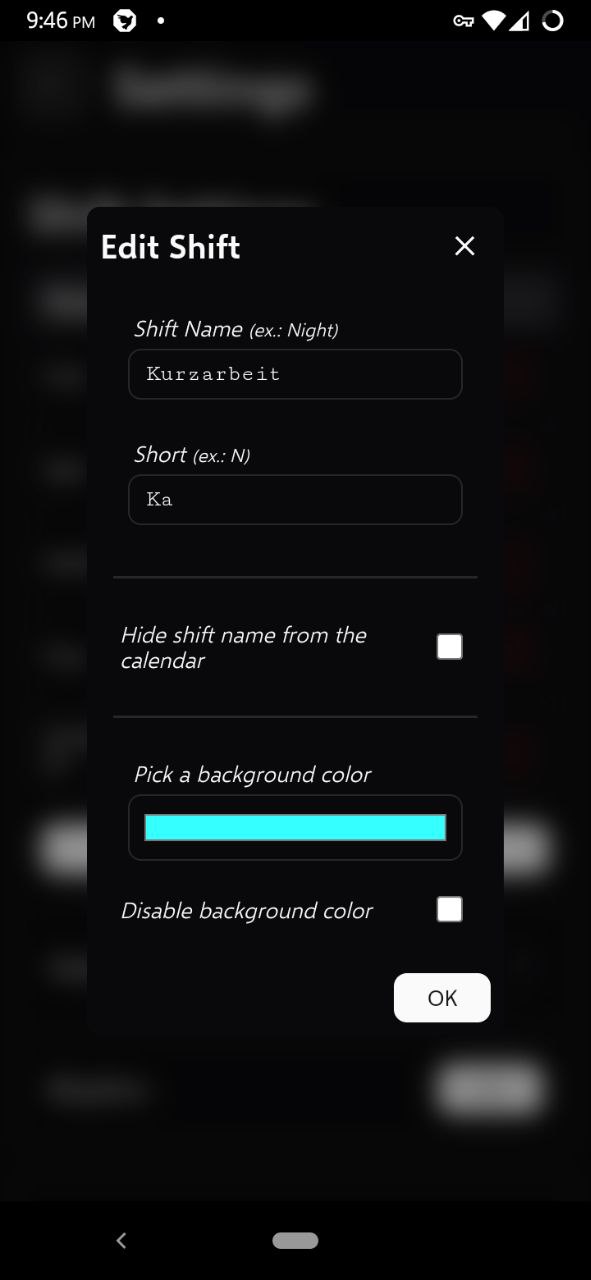 9:46 PM
Settings
Edit Shift
Shift Name (ex.: Night)
Kurzarbeit
Short (ex.: N)
Ka
Hide shift name from the
calendar
Pick a background color
Disable background color
OK